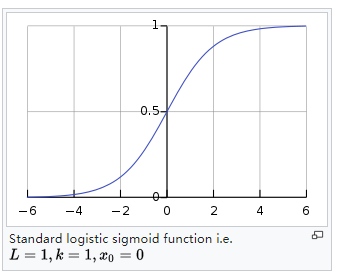 1
0.5
0
−6 −4 −2 0 2 4 6
Standard logistic sigmoid function i.e.
L = 1, k = 1, x₀ = 0